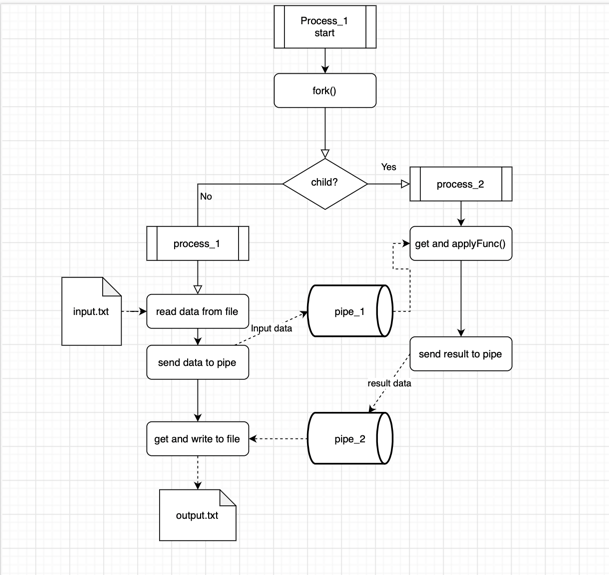 Process_1
start
fork()
child?
Yes
No
process_2
process_1
get and applyFunc()
input.txt
read data from file
pipe_1
Input data
send data to pipe
send result to pipe
result data
get and write to file
pipe_2
output.txt